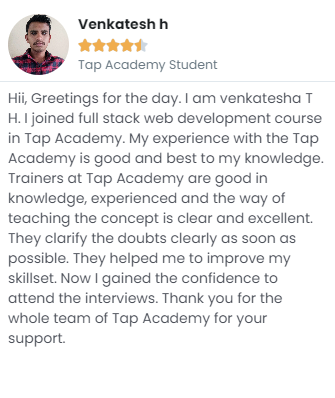 Venkatesh h
Tap Academy Student
Hii, Greetings for the day. I am venkatesha T
H. I joined full stack web development course
in Tap Academy. My experience with the Tap
Academy is good and best to my knowledge.
Trainers at Tap Academy are good in
knowledge, experienced and the way of
teaching the concept is clear and excellent.
They clarify the doubts clearly as soon as
possible. They helped me to improve my
skillset. Now I gained the confidence to
attend the interviews. Thank you for the
whole team of Tap Academy for your
support.